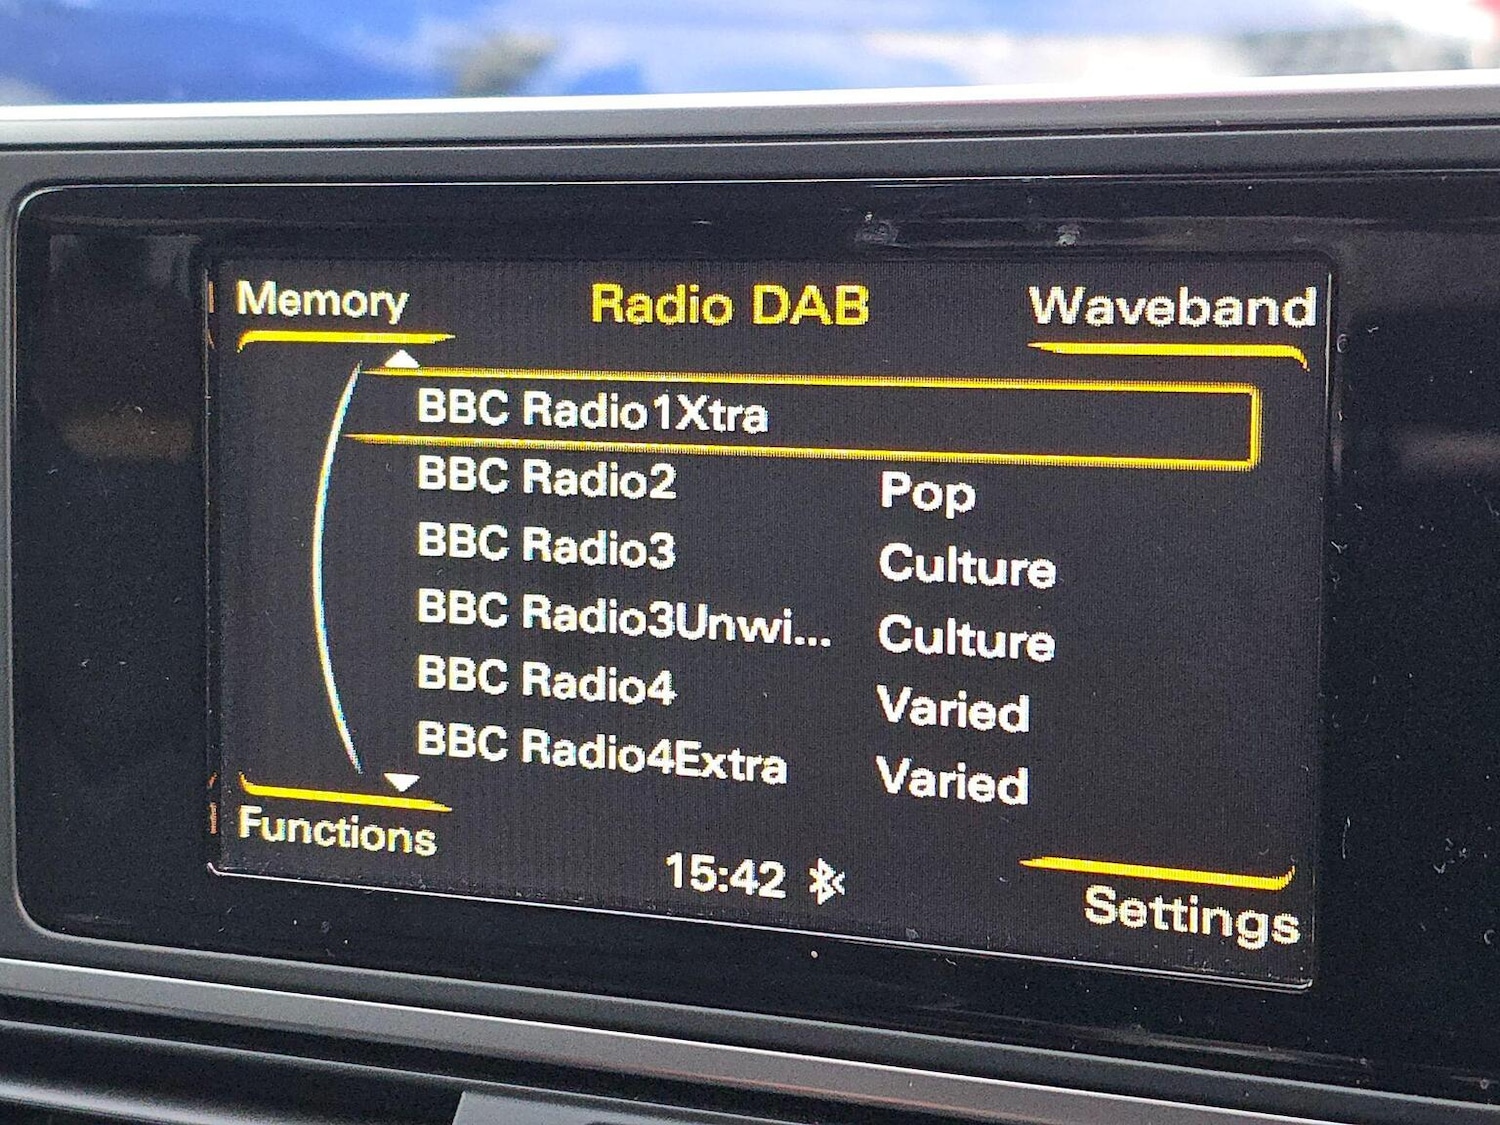 Memory Radio DAB Waveband
BBC Radio1Xtra
BBC Radio2 Pop
BBC Radio3 Culture
BBC Radio3Unwi... Culture
BBC Radio4 Varied
BBC Radio4Extra Varied
Functions 15:42 Settings